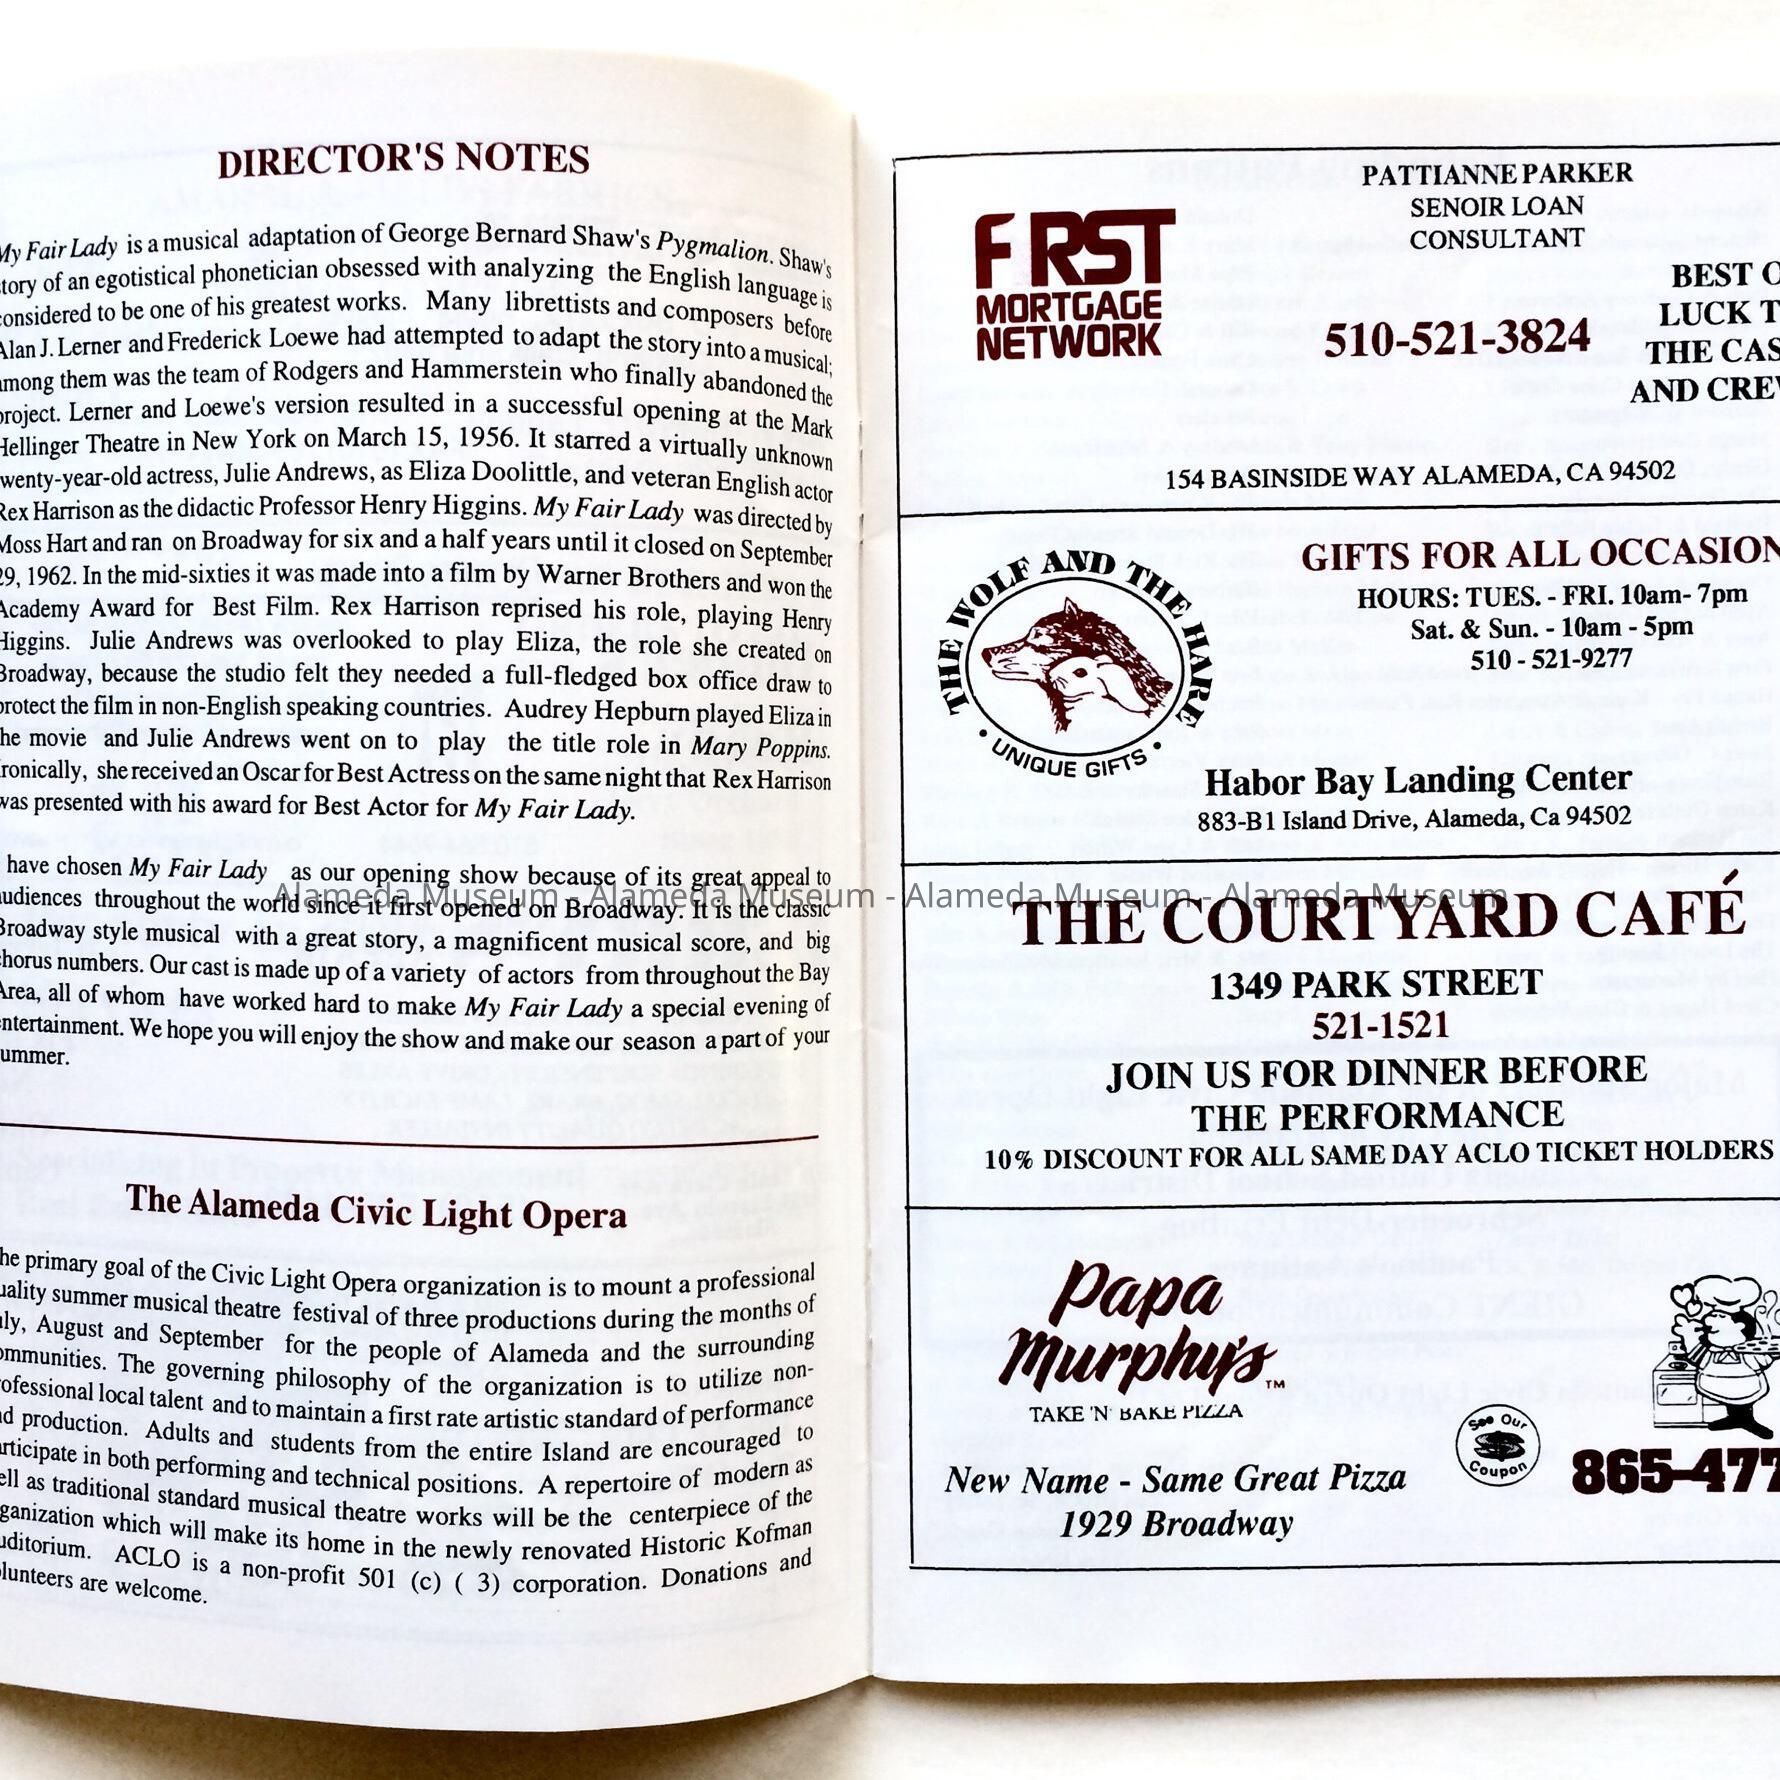 DIRECTOR'S NOTES
My Fair Lady is a musical adaptation of George Bernard Shaw's Pygmalion. Shaw's
tory of an egotistical phonetician obsessed with analyzing the English language is
onsidered to be one of his greatest works. Many librettists and composers before
Alan J. Lerner and Frederick Loewe had attempted to adapt the story into a musical;
mong them was the team of Rodgers and Hammerstein who finally abandoned the
project. Lerner and Loewe's version resulted in a successful opening at the Mark
Hellinger Theatre in New York on March 15, 1956. It starred a virtually unknown
wenty-year-old actress, Julie Andrews, as Eliza Doolittle, and veteran English actor
Rex Harrison as the didactic Professor Henry Higgins. My Fair Lady was directed by
Moss Hart and ran on Broadway for six and a half years until it closed on September
29, 1962. In the mid-sixties it was made into a film by Warner Brothers and won the
Academy Award for Best Film. Rex Harrison reprised his role, playing Henry
Higgins. Julie Andrews was overlooked to play Eliza, the role she created on
Broadway, because the studio felt they needed a full-fledged box office draw to
protect the film in non-English speaking countries. Audrey Hepburn played Eliza in
he movie and Julie Andrews went on to play the title role in Mary Poppins.
ronically, she received an Oscar for Best Actress on the same night that Rex Harrison
was presented with his award for Best Actor for My Fair Lady.
have chosen My Fair Lady as our opening show because of its great appeal to
udiences throughout the world since it first opened on Broadway. It is the classic
Broadway style musical with a great story, a magnificent musical score, and big
horus numbers. Our cast is made up of a variety of actors from throughout the Bay
Area, all of whom have worked hard to make My Fair Lady a special evening of
ntertainment. We hope you will enjoy the show and make our season a part of your
ummer.
The Alameda Civic Light Opera
he primary goal of the Civic Light Opera organization is to mount a professional
uality summer musical theatre festival of three productions during the months of
uly, August and September for the people of Alameda and the surrounding
ommunities. The governing philosophy of the organization is to utilize non-
ofessional local talent and to maintain a first rate artistic standard of performance
nd production. Adults and students from the entire Island are encouraged to
articipate in both performing and technical positions. A repertoire of modern as
ell as traditional standard musical theatre works will be the centerpiece of the
ganization which will make its home in the newly renovated Historic Kofman
uditorium. ACLO is a non-profit 501 (c) ( 3) corporation. Donations and
olunteers are welcome.
FIRST
MORTGAGE
NETWORK
PATTIANNE PARKER
SENOIR LOAN
CONSULTANT
510-521-3824
BEST O
LUCK T
THE CAS
AND CREW
154 BASINSIDE WAY ALAMEDA, CA 94502
THE WOLF AND THE HARE
• UNIQUE GIFTS •
GIFTS FOR ALL OCCASION
HOURS: TUES. - FRI. 10am- 7pm
Sat. & Sun. - 10am - 5pm
510 - 521-9277
Habor Bay Landing Center
883-B1 Island Drive, Alameda, Ca 94502
Alameda Museum - Alameda Museum - Alameda Museum - Alameda Museum
THE COURTYARD CAFÉ
1349 PARK STREET
521-1521
JOIN US FOR DINNER BEFORE
THE PERFORMANCE
10% DISCOUNT FOR ALL SAME DAY ACLO TICKET HOLDERS
Papa
Murphy's™
TAKE 'N' BAKE PIZZA
See Our
Coupon
865-477
New Name - Same Great Pizza
1929 Broadway